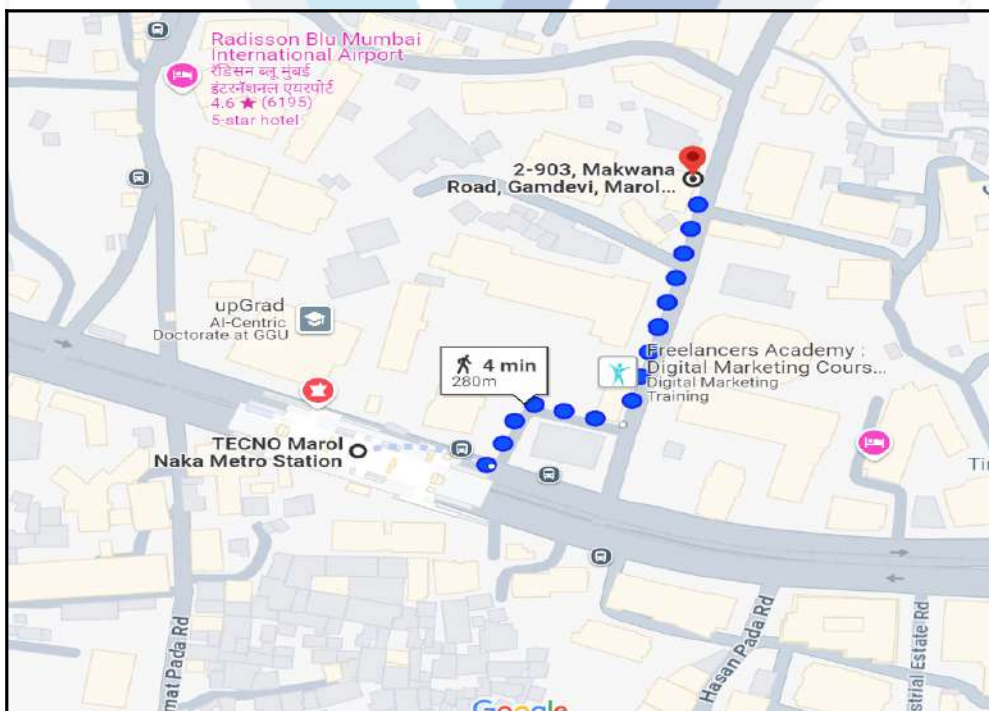 Radisson Blu Mumbai
International Airport
रॅडिसन ब्लू मुंबई
इंटरनॅशनल एयरपोर्ट
4.6 ★ (6195)
5-star hotel
2-903, Makwana
Road, Gamdevi, Marol...
upGrad
AI-Centric
Doctorate at GGU
4 min
280m
Freelancers Academy :
Digital Marketing Cours...
Digital Marketing
Training
TECNO Marol
Naka Metro Station
Hasan Pada Rd
Google